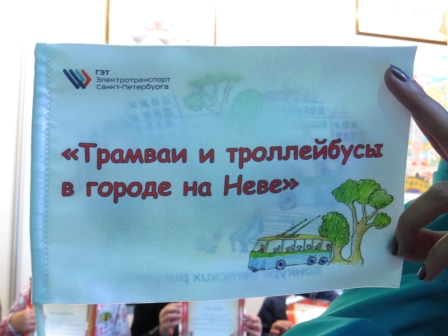 ГЭТ
Электротранспорт
Санкт-Петербурга
«Трамваи и троллейбусы
в городе на Неве»